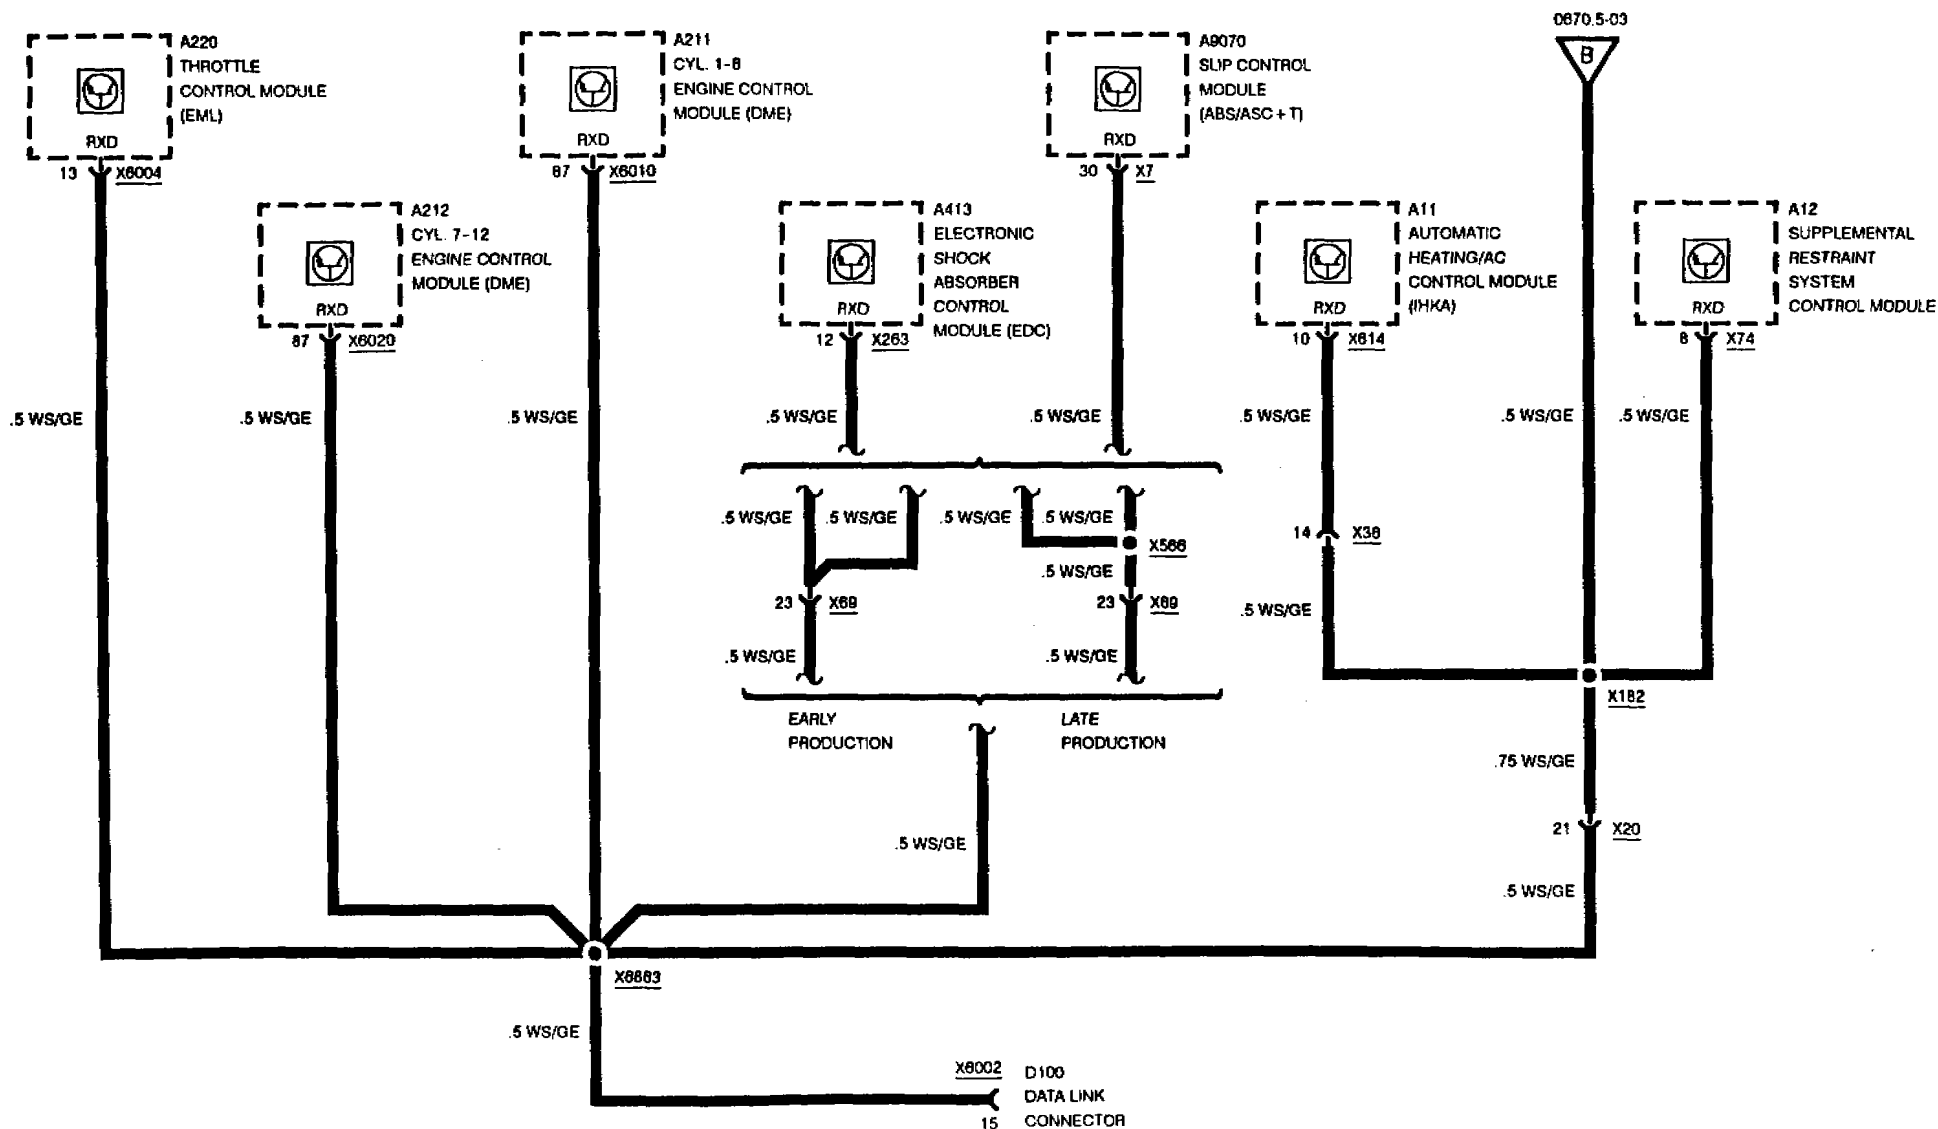 0670.5-03
B
A220
THROTTLE
CONTROL MODULE
(EML)
RXD
13 X6004
A211
CYL. 1-6
ENGINE CONTROL
MODULE (DME)
RXD
87 X6010
A9070
SLIP CONTROL
MODULE
(ABS/ASC + T)
RXD
30 X7
A212
CYL. 7-12
ENGINE CONTROL
MODULE (DME)
RXD
87 X6020
A413
ELECTRONIC
SHOCK
ABSORBER
CONTROL
MODULE (EDC)
RXD
12 X263
A11
AUTOMATIC
HEATING/AC
CONTROL MODULE
(IHKA)
RXD
10 X614
A12
SUPPLEMENTAL
RESTRAINT
SYSTEM
CONTROL MODULE
RXD
8 X74
.5 WS/GE
.5 WS/GE
.5 WS/GE
.5 WS/GE
.5 WS/GE
.5 WS/GE
.5 WS/GE
.5 WS/GE
.5 WS/GE
.5 WS/GE
.5 WS/GE
.5 WS/GE
14 X38
X566
.5 WS/GE
23 X69
23 X69
.5 WS/GE
.5 WS/GE
.5 WS/GE
X182
EARLY
PRODUCTION
LATE
PRODUCTION
.75 WS/GE
21 X20
.5 WS/GE
.5 WS/GE
X6863
.5 WS/GE
X6002
15
D100
DATA LINK
CONNECTOR